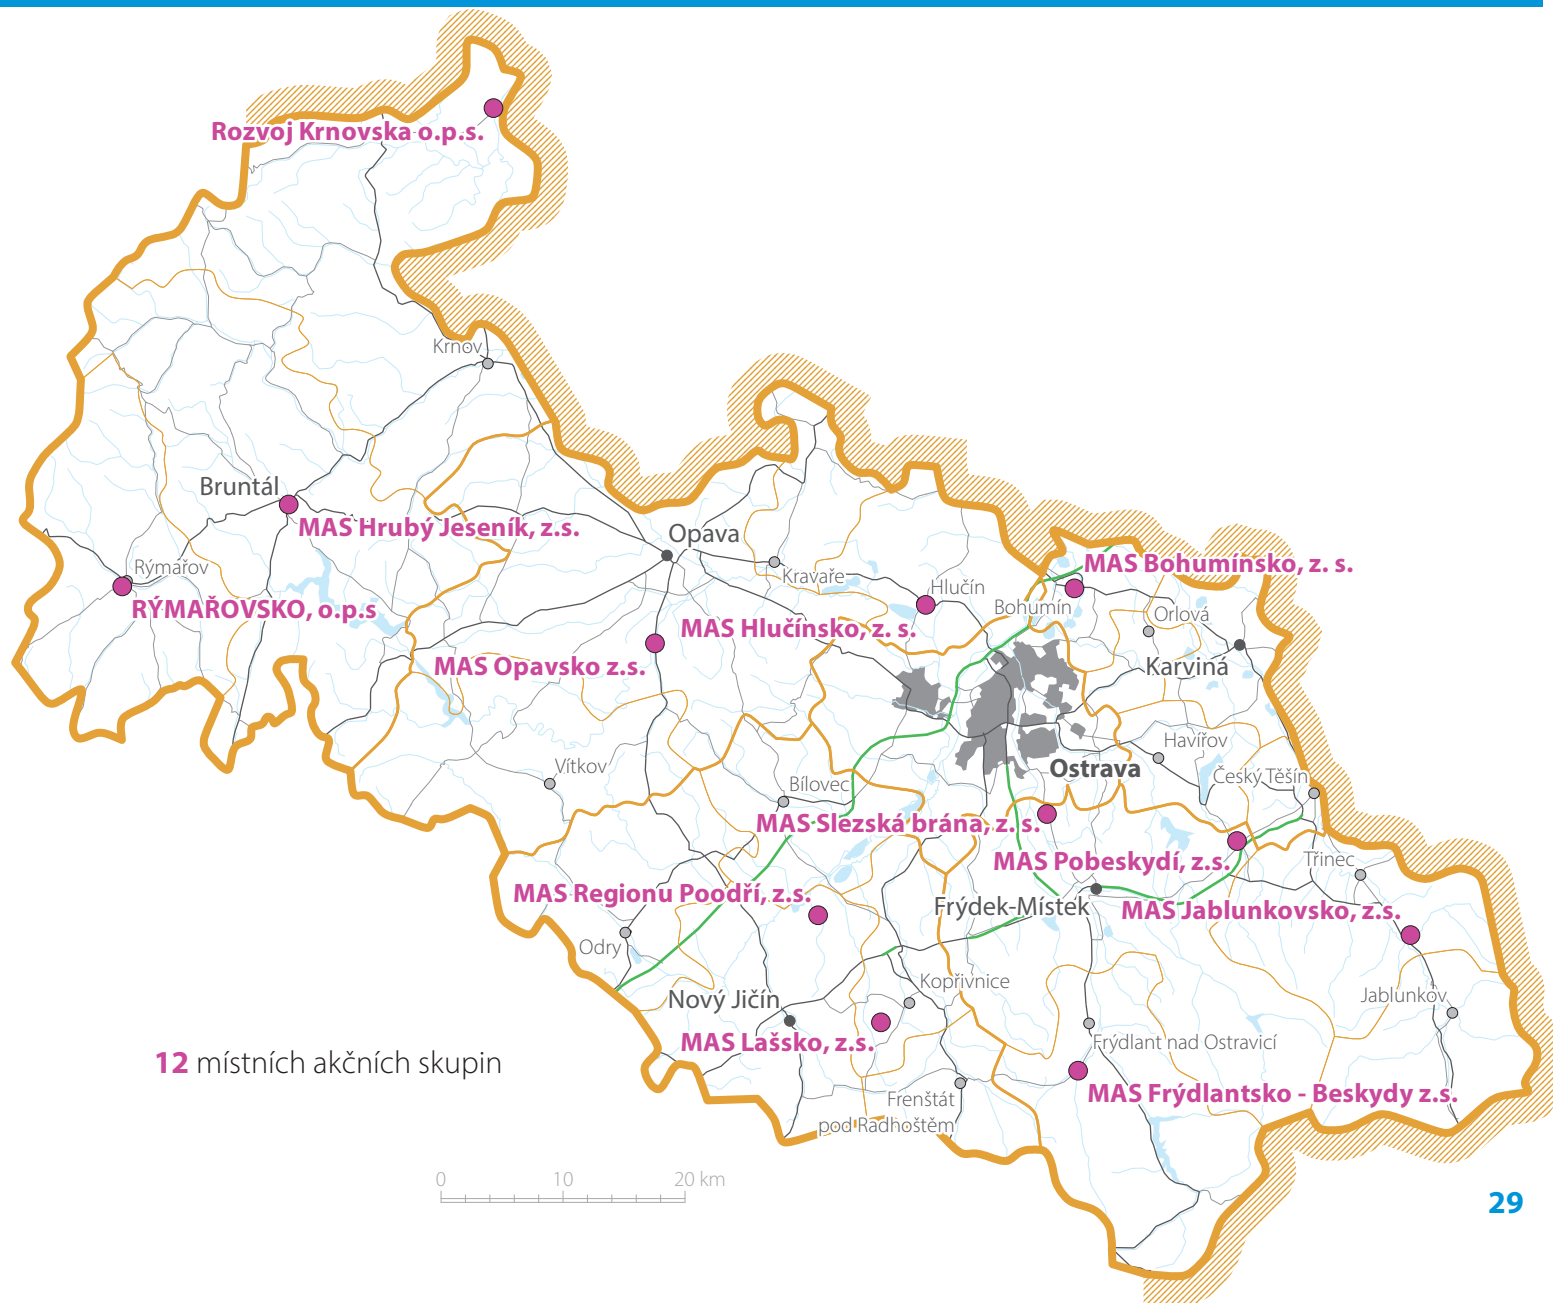 Rozvoj Krnovska o.p.s.
Krnov
Bruntál
MAS Hrubý Jeseník, z.s.
Opava
Rýmařov
RÝMAŘOVSKO, o.p.s
Kravaře
Hlučín
MAS Bohumínsko, z. s.
Bohumín
Orlová
MAS Hlučínsko, z. s.
MAS Opavsko z.s.
Karviná
Havířov
Vítkov
Bílovec
Ostrava
Český Těšín
MAS Slezská brána, z. s.
MAS Pobeskydí, z.s.
Třinec
MAS Regionu Poodří, z.s.
Frýdek-Místek
MAS Jablunkovsko, z.s.
Odry
Kopřivnice
Nový Jičín
Jablunkov
MAS Lašsko, z.s.
Frýdlant nad Ostravicí
12 místních akčních skupin
MAS Frýdlantsko - Beskydy z.s.
Frenštát
pod Radhoštěm
0 10 20 km
29